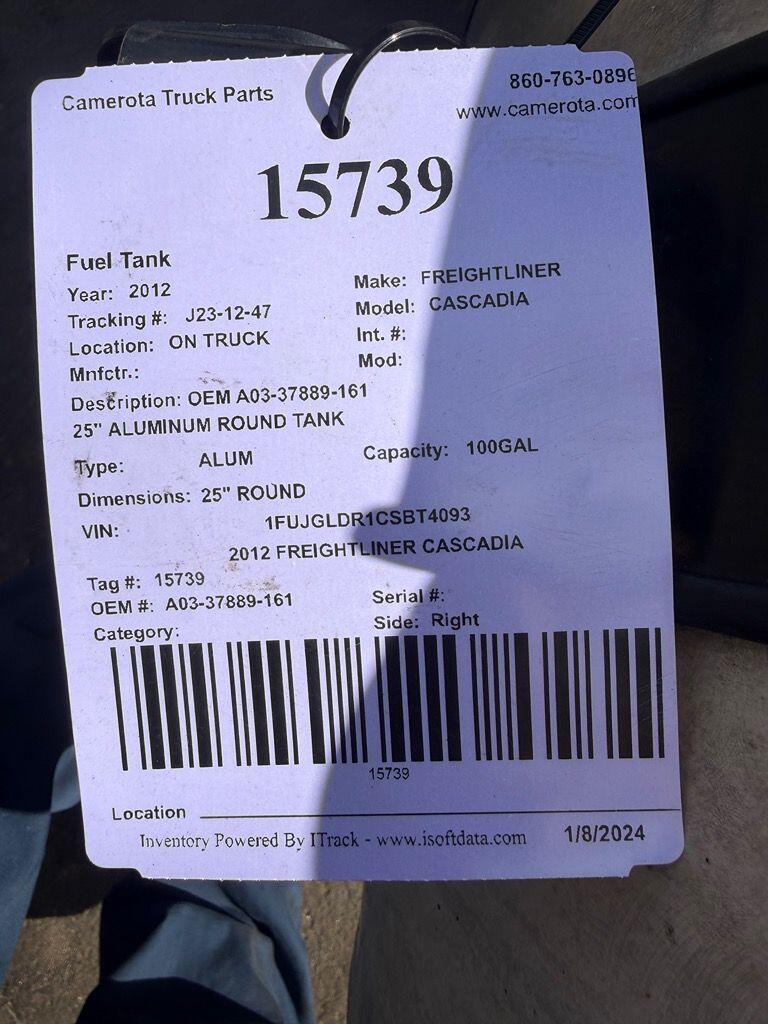 Camerota Truck Parts
860-763-0896
www.camerota.com
15739
Fuel Tank
Year: 2012
Make: FREIGHTLINER
Tracking #: J23-12-47
Model: CASCADIA
Location: ON TRUCK
Int. #:
Mnfctr.:
Mod:
Description: OEM A03-37889-161
25" ALUMINUM ROUND TANK
Type: ALUM
Capacity: 100GAL
Dimensions: 25" ROUND
VIN: 1FUJGLDR1CSBT4093
2012 FREIGHTLINER CASCADIA
Tag #: 15739
OEM #: A03-37889-161
Serial #:
Category:
Side: Right
15739
Location
Inventory Powered By ITrack - www.isoftdata.com
1/8/2024